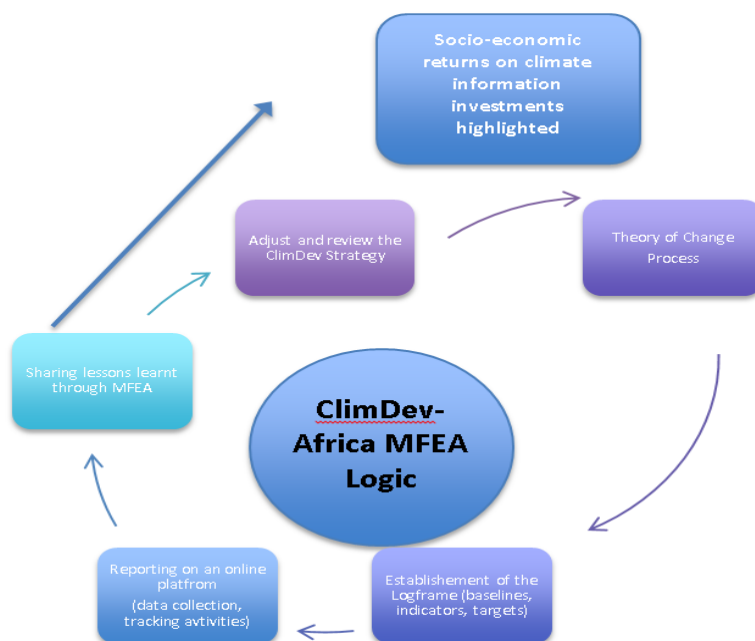 Socio-economic
returns on climate
information
investments
highlighted
Adjust and review the
ClimDev Strategy
Theory of Change
Process
Sharing lessons learnt
through MFEA
ClimDev-
Africa MFEA
Logic
Reporting on an online
platfrom
(data collection,
tracking avtivities)
Establisement of the
Logframe (baselines,
indicators, targets)